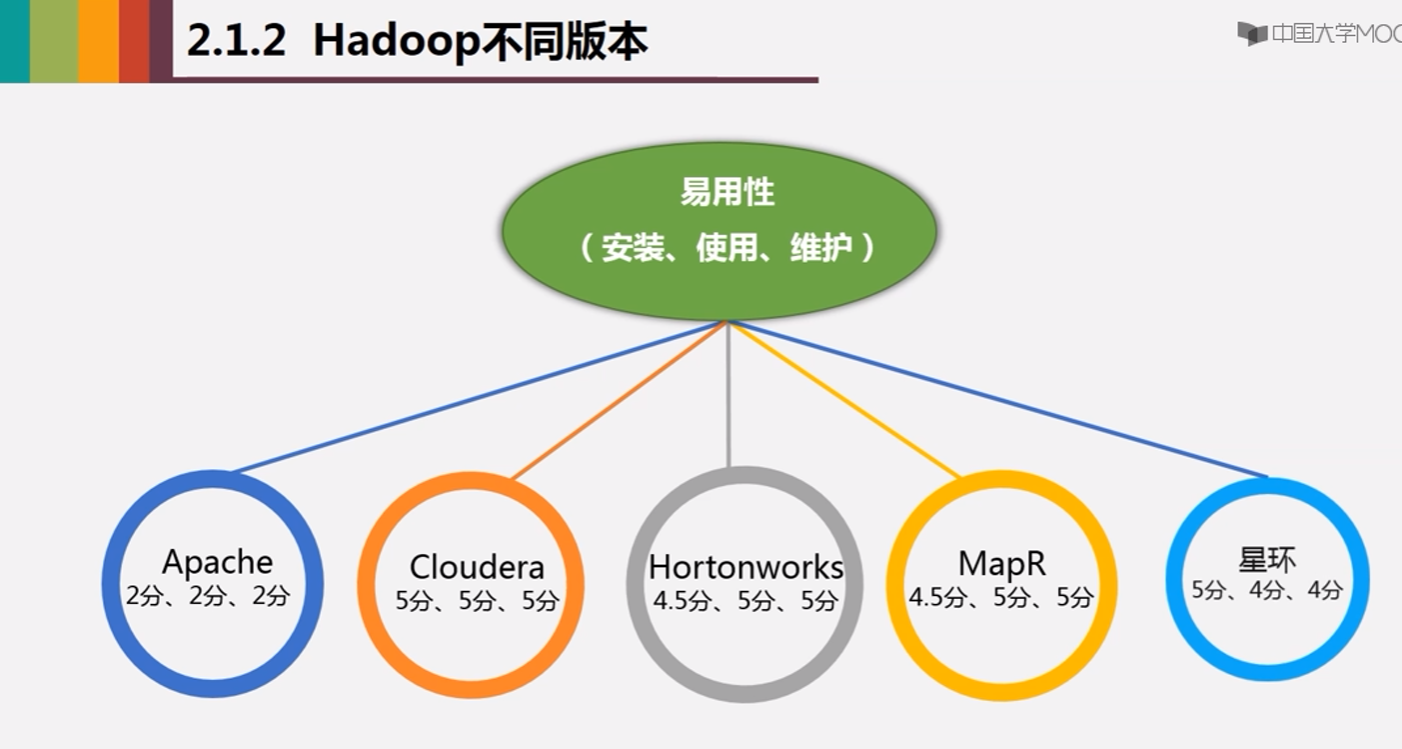 2.1.2 Hadoop不同版本
中国大学MOO
易用性
（安装、使用、维护）
Apache
2分、2分、2分
Cloudera
5分、5分、5分
Hortonworks
4.5分、5分、5分
MapR
4.5分、5分、5分
星环
5分、4分、4分